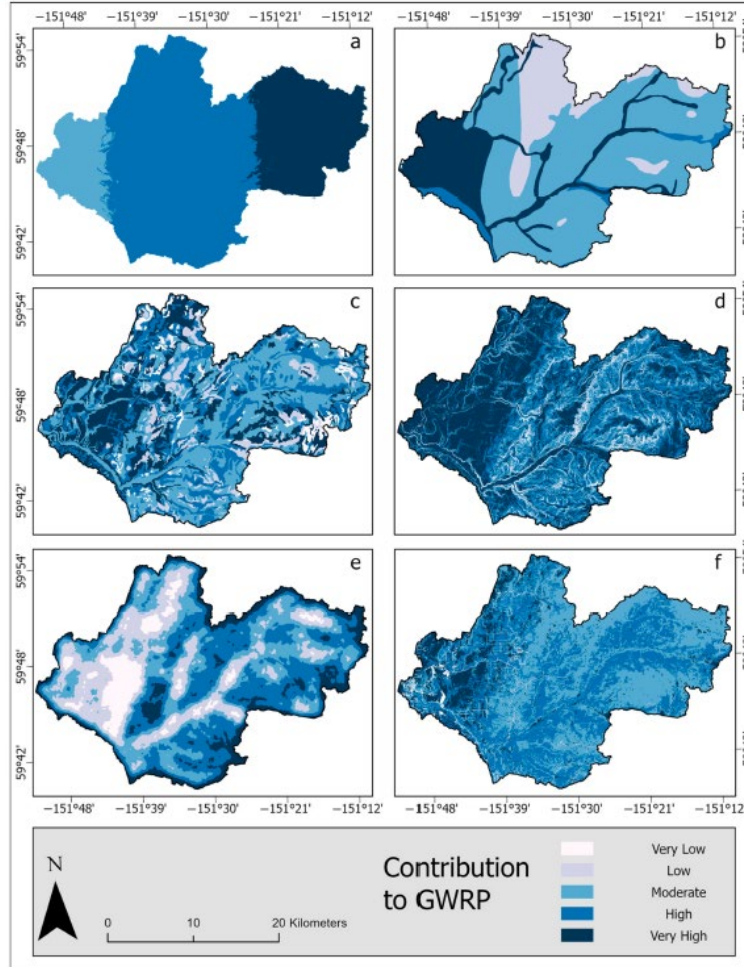 −151°48' −151°39' −151°30' −151°21' −151°12' −151°48' −151°39' −151°30' −151°21' −151°12'
59°54' a b
59°48'
59°42'
59°54' c d
59°48'
59°42'
59°54' e f
59°48'
59°42'
−151°48' −151°39' −151°30' −151°21' −151°12' −151°48' −151°39' −151°30' −151°21' −151°12'
N
0 10 20 Kilometers
Contribution
to GWRP
Very Low
Low
Moderate
High
Very High